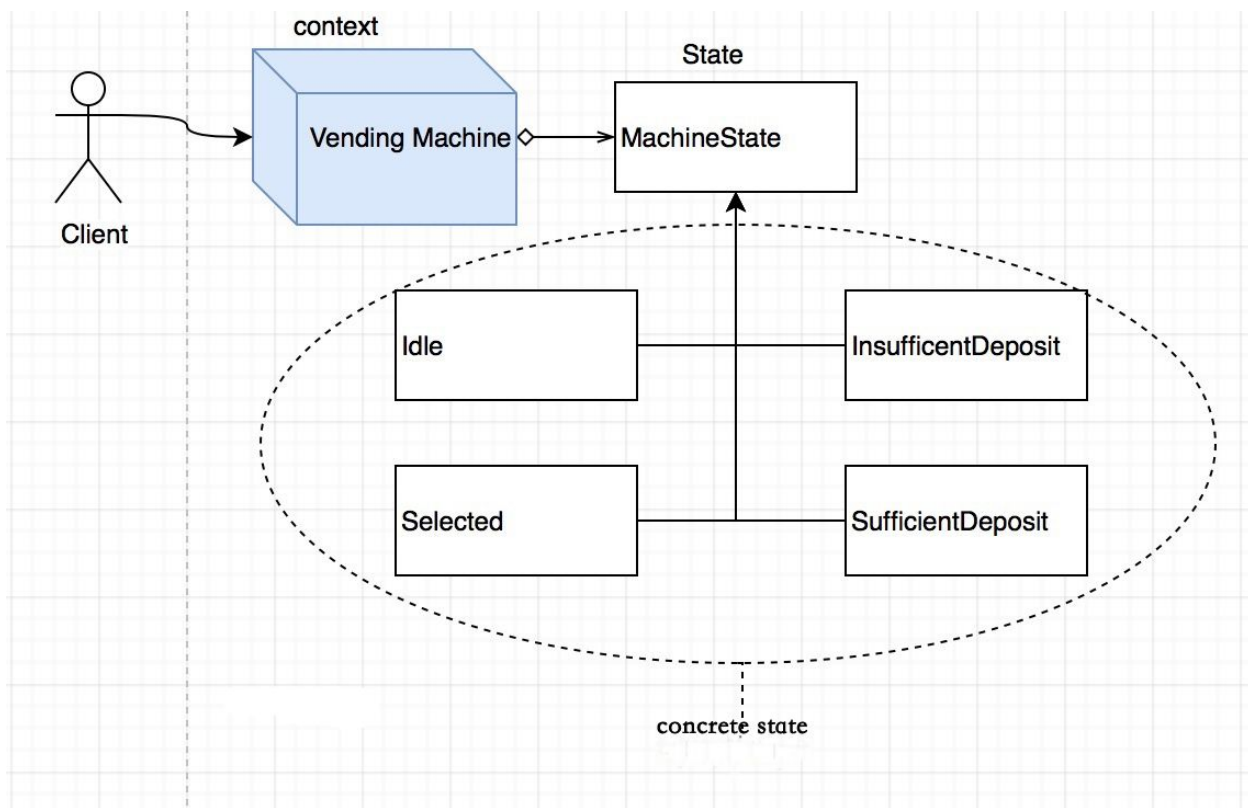 context
State
Vending Machine
MachineState
Client
Idle
InsufficentDeposit
Selected
SufficientDeposit
concrete state